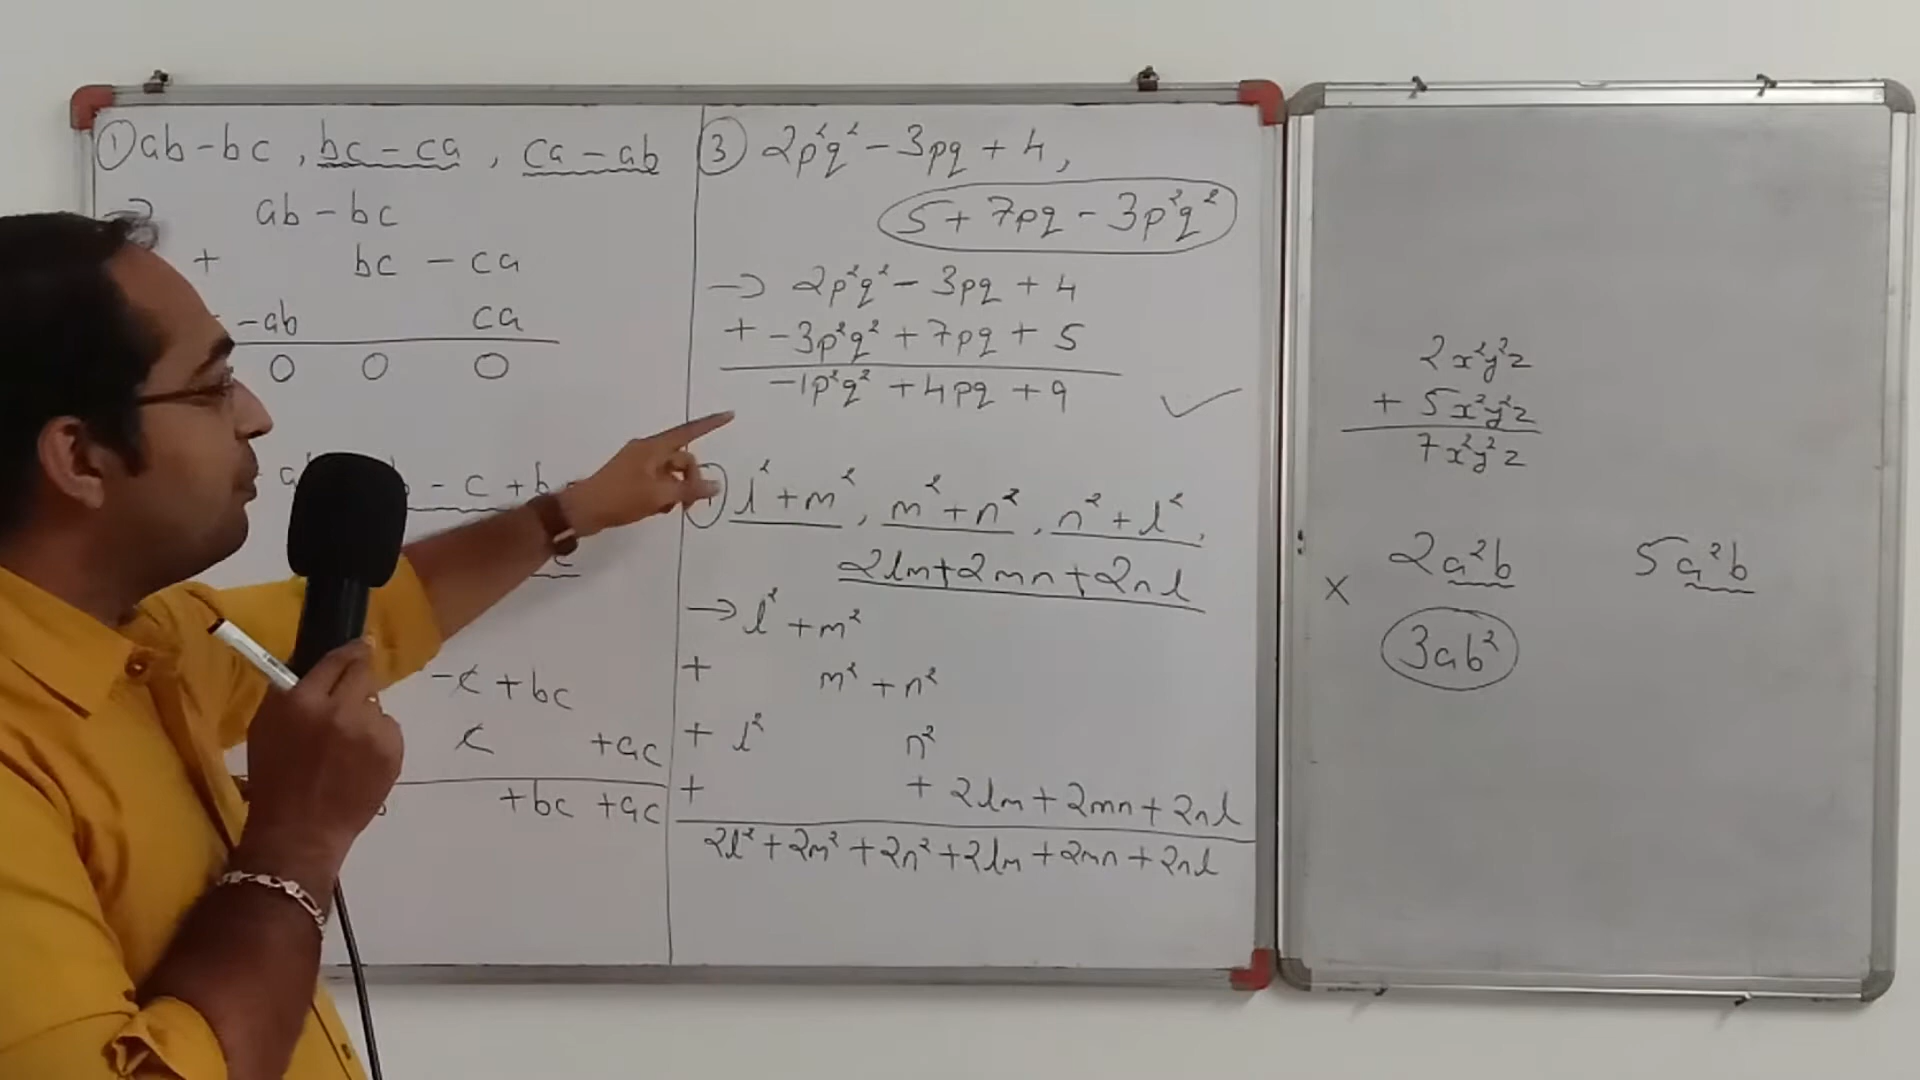 ① ab - bc , bc - ca , ca - ab
→ ab - bc
+ bc - ca
-ab ca
0 0 0
- c + b
-c + bc
c +ac
+bc +ac
③ 2p²q² - 3pq + 4 ,
5 + 7pq - 3p²q²
→ 2p²q² - 3pq + 4
+ -3p²q² + 7pq + 5
-1p²q² + 4pq + 9 ✓
l² + m² , m² + n² , n² + l² ,
2lm + 2mn + 2nl
→ l² + m²
+ m² + n²
+ l² n²
+ + 2lm + 2mn + 2nl
2l² + 2m² + 2n² + 2lm + 2mn + 2nl
2x²y²z
+ 5x²y²z
7x²y²z
2a²b 5a²b
×
3ab²